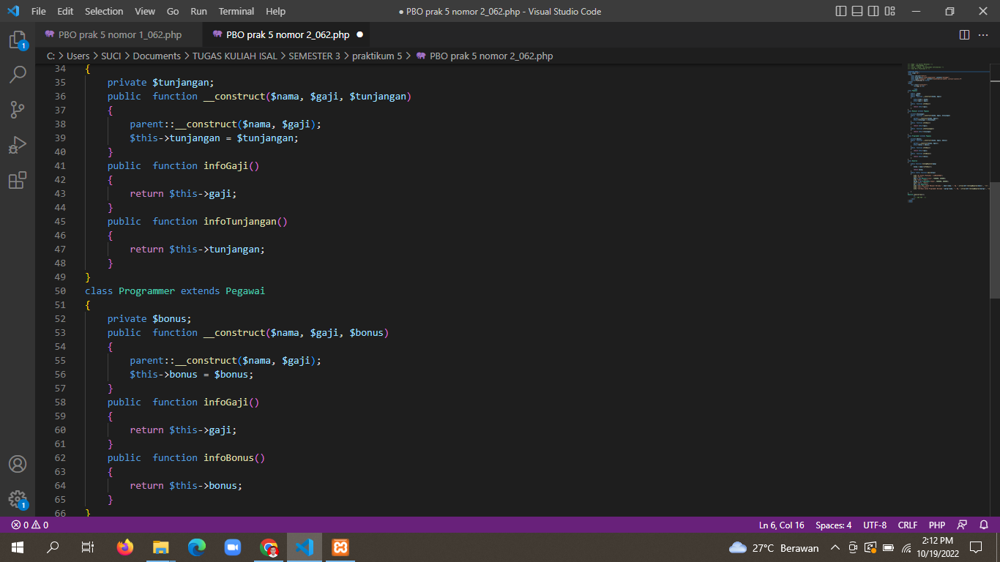 File Edit Selection View Go Run Terminal Help ● PBO prak 5 nomor 2_062.php - Visual Studio Code
PBO prak 5 nomor 1_062.php PBO prak 5 nomor 2_062.php ●
C: > Users > SUCI > Documents > TUGAS KULIAH ISAL > SEMESTER 3 > praktikum 5 > PBO prak 5 nomor 2_062.php
34 {
35     private $tunjangan;
36     public  function __construct($nama, $gaji, $tunjangan)
37     {
38         parent::__construct($nama, $gaji);
39         $this->tunjangan = $tunjangan;
40     }
41     public  function infoGaji()
42     {
43         return $this->gaji;
44     }
45     public  function infoTunjangan()
46     {
47         return $this->tunjangan;
48     }
49 }
50 class Programmer extends Pegawai
51 {
52     private $bonus;
53     public  function __construct($nama, $gaji, $bonus)
54     {
55         parent::__construct($nama, $gaji);
56         $this->bonus = $bonus;
57     }
58     public  function infoGaji()
59     {
60         return $this->gaji;
61     }
62     public  function infoBonus()
63     {
64         return $this->bonus;
65     }
66 }
1
1
0 0 Ln 6, Col 16 Spaces: 4 UTF-8 CRLF PHP
27°C Berawan 2:12 PM
10/19/2022